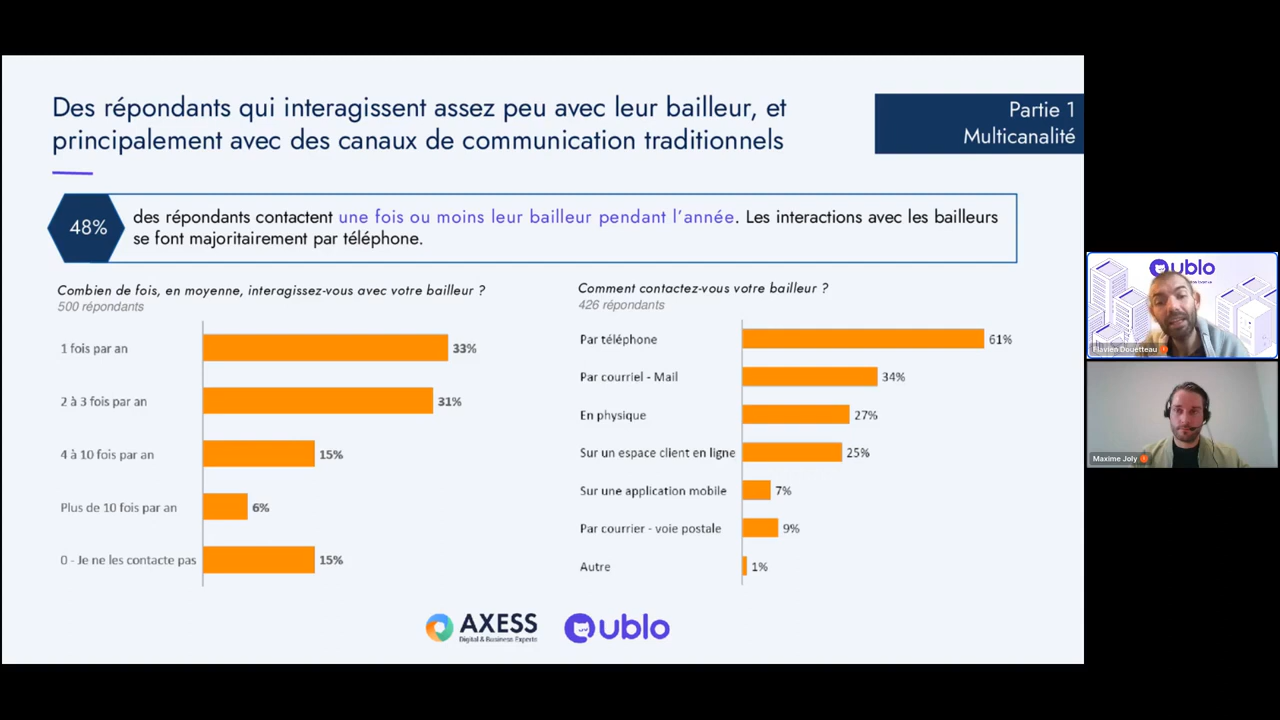 Des répondants qui interagissent assez peu avec leur bailleur, et
principalement avec des canaux de communication traditionnels
Partie 1
Multicanalité
48%
des répondants contactent une fois ou moins leur bailleur pendant l'année. Les interactions avec les bailleurs
se font majoritairement par téléphone.
Combien de fois, en moyenne, interagissez-vous avec votre bailleur ?
500 répondants
1 fois par an 33%
2 à 3 fois par an 31%
4 à 10 fois par an 15%
Plus de 10 fois par an 6%
0 - Je ne les contacte pas 15%
Comment contactez-vous votre bailleur ?
426 répondants
Par téléphone 61%
Par courriel - Mail 34%
En physique 27%
Sur un espace client en ligne 25%
Sur une application mobile 7%
Par courrier - voie postale 9%
Autre 1%
AXESS
Digital & Business Experts
ublo
ublo
Flavien Douetteau
Maxime Joly